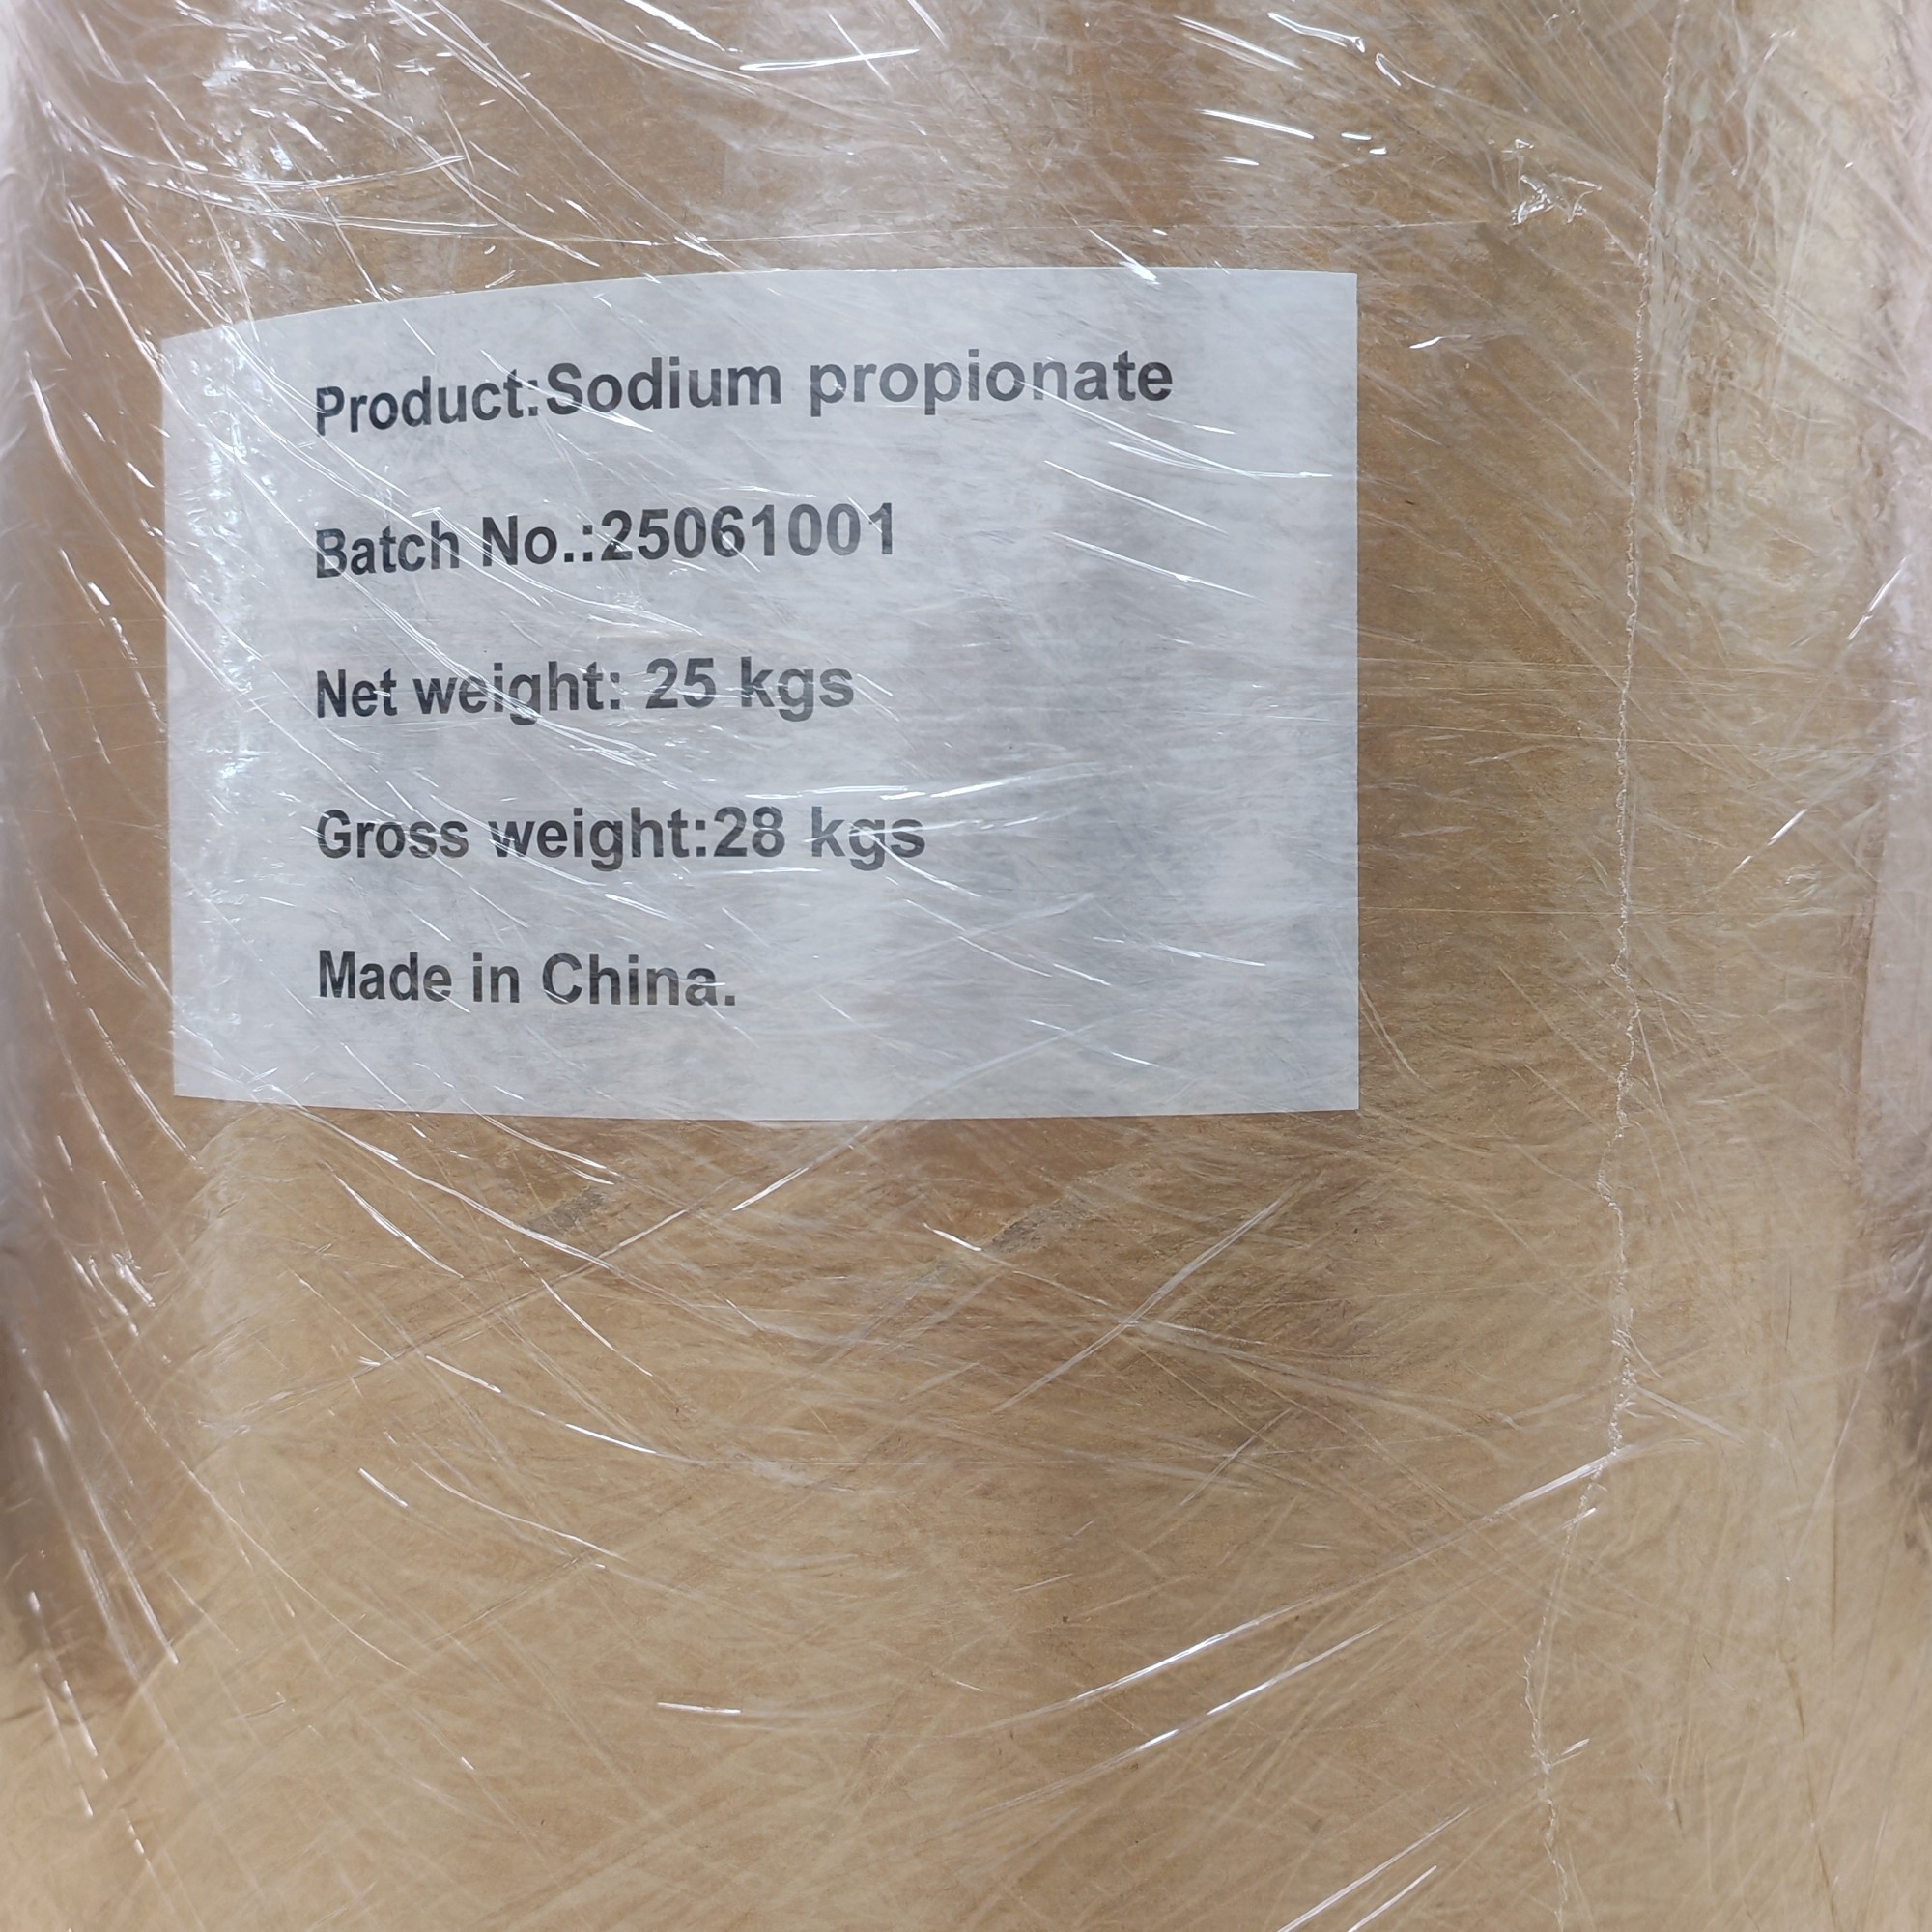 Product:Sodium propionate
Batch No.:25061001
Net weight: 25 kgs
Gross weight:28 kgs
Made in China.